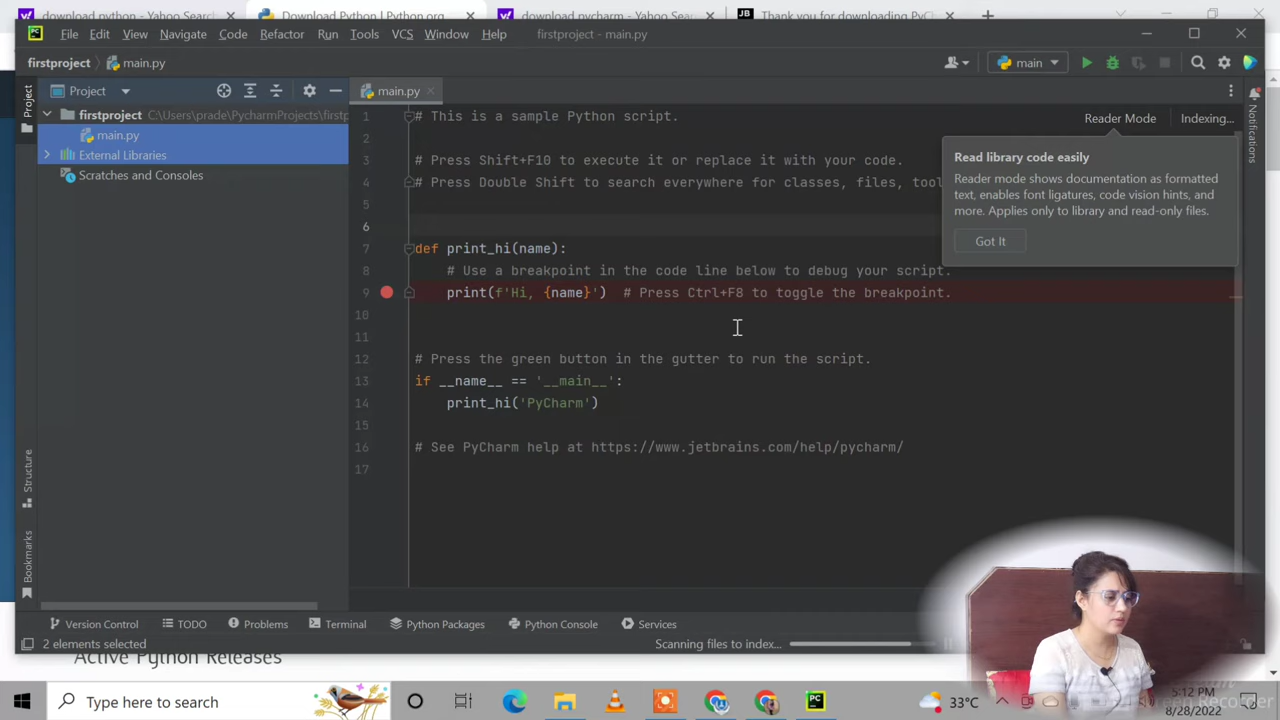 download python - Yahoo Sear
Download Python | Python.org
download pycharm - Yahoo Sea
Thank you for downloading PyC
File Edit View Navigate Code Refactor Run Tools VCS Window Help firstproject - main.py
firstproject main.py main
Project main.py
firstproject C:\Users\prade\PycharmProjects\firstp
main.py
External Libraries
Scratches and Consoles
Project
Structure
Bookmarks
Notifications
Reader Mode Indexing...
Read library code easily
Reader mode shows documentation as formatted
text, enables font ligatures, code vision hints, and
more. Applies only to library and read-only files.
Got It
1 # This is a sample Python script.
2
3 # Press Shift+F10 to execute it or replace it with your code.
4 # Press Double Shift to search everywhere for classes, files, tool
5
6
7 def print_hi(name):
8 # Use a breakpoint in the code line below to debug your script.
9 print(f'Hi, {name}') # Press Ctrl+F8 to toggle the breakpoint.
10
11
12 # Press the green button in the gutter to run the script.
13 if __name__ == '__main__':
14 print_hi('PyCharm')
15
16 # See PyCharm help at https://www.jetbrains.com/help/pycharm/
17
Version Control TODO Problems Terminal Python Packages Python Console Services
2 elements selected Scanning files to index...
Active Python Releases
Type here to search
33°C
5:12 PM
8/28/2022